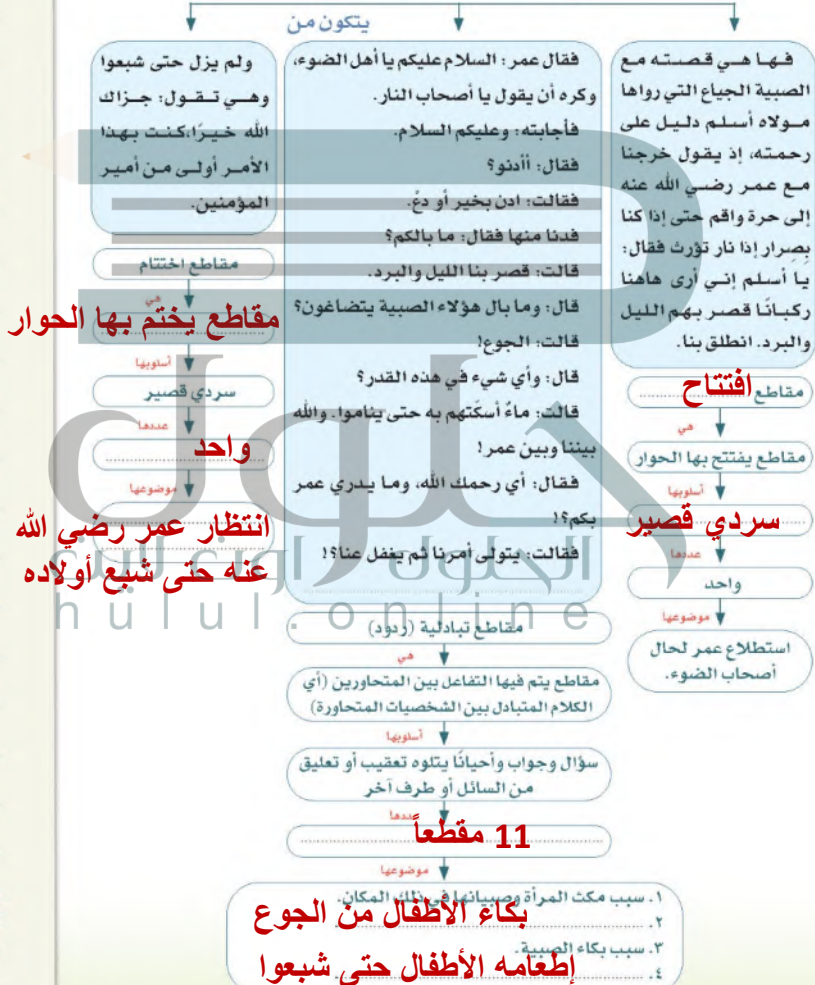 يتكون من
فها هي قصته مع
الصبية الجياع التي رواها
مولاه أسلم دليل على
رحمته، إذ يقول خرجنا
مع عمر رضي الله عنه
إلى حرة واقم حتى إذا كنا
بصرار إذا نار تؤرث فقال:
يا أسلم إني أرى هاهنا
ركبانًا قصر بهم الليل
والبرد. انطلق بنا.
مقاطع افتتاح
هي
مقاطع يفتتح بها الحوار
أسلوبها
سردي قصير
عددها
واحد
موضوعها
استطلاع عمر لحال
أصحاب الضوء.
فقال عمر: السلام عليكم يا أهل الضوء،
وكره أن يقول يا أصحاب النار.
فأجابته: وعليكم السلام.
فقال: أأدنو؟
فقالت: ادن بخير أو دعْ.
فدنا منها فقال: ما بالكم؟
قالت: قصر بنا الليل والبرد.
قال: وما بال هؤلاء الصبية يتضاغون؟
قالت: الجوع!
قال: وأي شيء في هذه القدر؟
قالت: ماءٌ أسكّتهم به حتى يناموا. والله
بيننا وبين عمر!
فقال: أي رحمك الله، وما يدري عمر
بكم؟!
فقالت: يتولى أمرنا ثم يغفل عنا؟!
مقاطع تبادلية (ردود)
هي
مقاطع يتم فيها التفاعل بين المتحاورين (أي
الكلام المتبادل بين الشخصيات المتحاورة)
أسلوبها
سؤال وجواب وأحيانًا يتلوه تعقيب أو تعليق
من السائل أو طرف آخر
عددها
11 مقطعاً
موضوعها
١. سبب مكث المرأة وصبيانها في ذلك المكان.
٢. بكاء الأطفال من الجوع
٣. سبب بكاء الصبية.
٤. إطعامه الأطفال حتى شبعوا
ولم يزل حتى شبعوا
وهي تقول: جزاك
الله خيرًا، كنت بهذا
الأمر أولى من أمير
المؤمنين.
مقاطع اختتام
هي
مقاطع يختم بها الحوار
أسلوبها
سردي قصير
عددها
واحد
موضوعها
انتظار عمر رضي الله
عنه حتى شبع أولاده
حلول
الحلول اون لاين
hulul.online